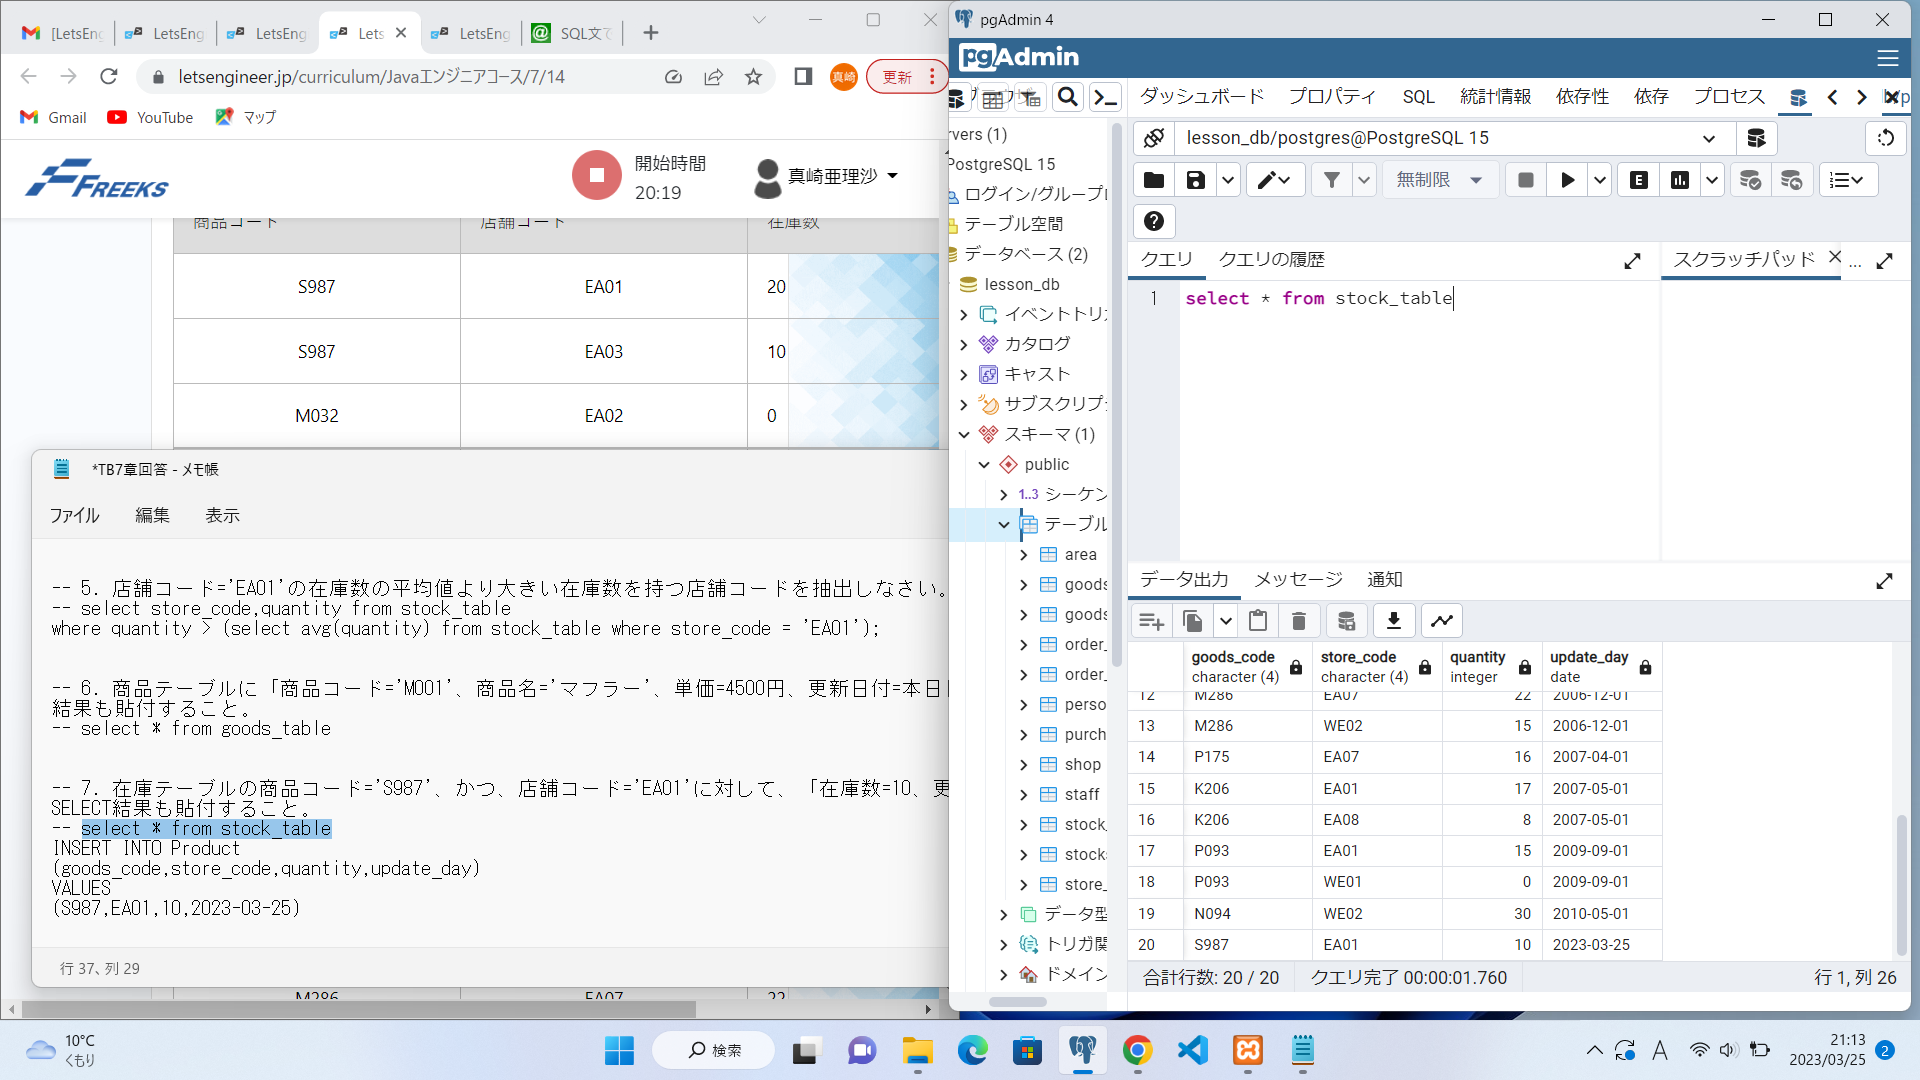 [LetsEng
LetsEng
LetsEng
Lets
LetsEng
SQL文で
letsengineer.jp/curriculum/Javaエンジニアコース/7/14
真崎
更新
Gmail
YouTube
マップ
FREEKS
開始時間
20:19
真崎亜理沙
商品コード
店舗コード
在庫数
S987
EA01
20
S987
EA03
10
M032
EA02
0
*TB7章回答 - メモ帳
ファイル
編集
表示
-- 5. 店舗コード='EA01'の在庫数の平均値より大きい在庫数を持つ店舗コードを抽出しなさい。
-- select store_code,quantity from stock_table
where quantity > (select avg(quantity) from stock_table where store_code = 'EA01');
-- 6. 商品テーブルに「商品コード='M001'、商品名='マフラー'、単価=4500円、更新日付=本日
結果も貼付すること。
-- select * from goods_table
-- 7. 在庫テーブルの商品コード='S987'、かつ、店舗コード='EA01'に対して、「在庫数=10、更
SELECT結果も貼付すること。
-- select * from stock_table
INSERT INTO Product
(goods_code,store_code,quantity,update_day)
VALUES
(S987,EA01,10,2023-03-25)
行 37、列 29
M286
EA07
22
pgAdmin 4
pgAdmin
ダッシュボード
プロパティ
SQL
統計情報
依存性
依存
プロセス
rvers (1)
PostgreSQL 15
ログイン/グループロ
テーブル空間
データベース (2)
lesson_db
イベントトリガ
カタログ
キャスト
サブスクリプシ
スキーマ (1)
public
1..3 シーケン
テーブル
area
goods
goods
order_
order_
perso
purch
shop
staff
stock_
stock
store_
データ型
トリガ関
ドメイン
lesson_db/postgres@PostgreSQL 15
無制限
E
クエリ
クエリの履歴
スクラッチパッド
1
select * from stock_table
データ出力
メッセージ
通知
goods_code
character (4)
store_code
character (4)
quantity
integer
update_day
date
12 M286 EA07 22 2006-12-01
13 M286 WE02 15 2006-12-01
14 P175 EA07 16 2007-04-01
15 K206 EA01 17 2007-05-01
16 K206 EA08 8 2007-05-01
17 P093 EA01 15 2009-09-01
18 P093 WE01 0 2009-09-01
19 N094 WE02 30 2010-05-01
20 S987 EA01 10 2023-03-25
合計行数: 20 / 20
クエリ完了 00:00:01.760
行 1, 列 26
10°C
くもり
検索
A
21:13
2023/03/25
2